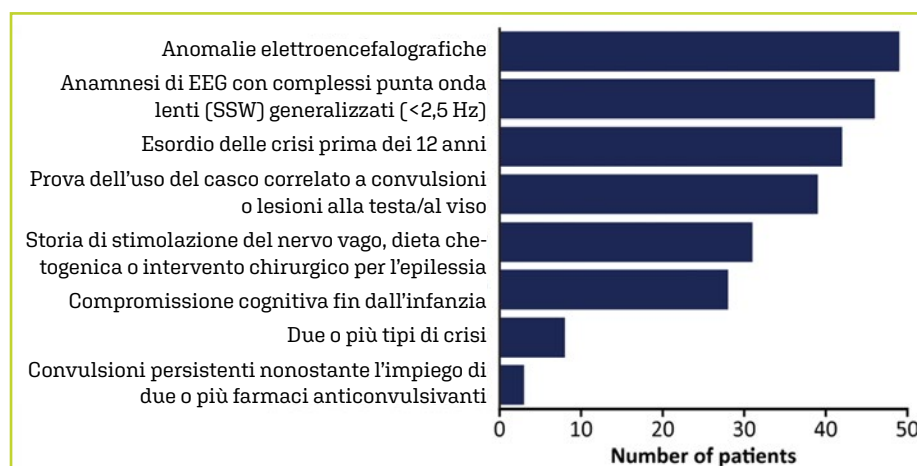 Anomalie elettroencefalografiche
Anamnesi di EEG con complessi punta onda
lenti (SSW) generalizzati (<2,5 Hz)
Esordio delle crisi prima dei 12 anni
Prova dell'uso del casco correlato a convulsioni
o lesioni alla testa/al viso
Storia di stimolazione del nervo vago, dieta che-
togenica o intervento chirurgico per l'epilessia
Compromissione cognitiva fin dall'infanzia
Due o più tipi di crisi
Convulsioni persistenti nonostante l'impiego di
due o più farmaci anticonvulsivanti
0 10 20 30 40 50
Number of patients